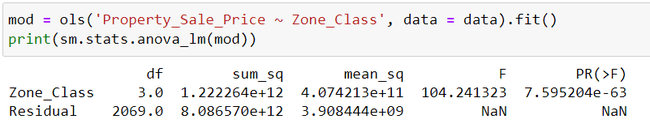 mod = ols('Property_Sale_Price ~ Zone_Class', data = data).fit()
print(sm.stats.anova_lm(mod))
df sum_sq mean_sq F PR(>F)
Zone_Class 3.0 1.222264e+12 4.074213e+11 104.241323 7.595204e-63
Residual 2069.0 8.086570e+12 3.908444e+09 NaN NaN